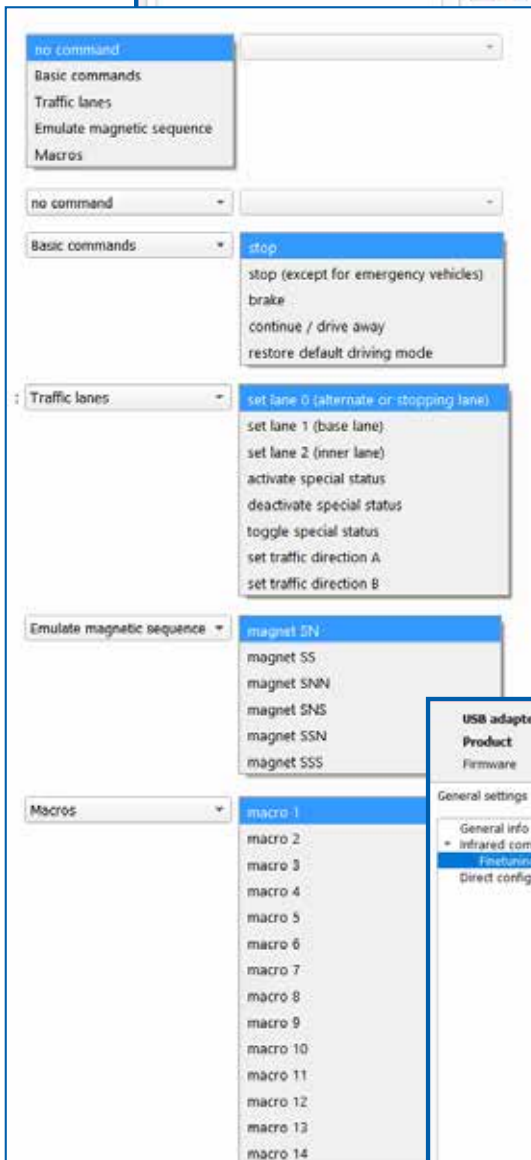 no command
Basic commands
Traffic lanes
Emulate magnetic sequence
Macros
no command
Basic commands
stop
stop (except for emergency vehicles)
brake
continue / drive away
restore default driving mode
: Traffic lanes
set lane 0 (alternate or stopping lane)
set lane 1 (base lane)
set lane 2 (inner lane)
activate special status
deactivate special status
toggle special status
set traffic direction A
set traffic direction B
Emulate magnetic sequence
magnet SN
magnet SS
magnet SNN
magnet SNS
magnet SSN
magnet SSS
Macros
macro 1
macro 2
macro 3
macro 4
macro 5
macro 6
macro 7
macro 8
macro 9
macro 10
macro 11
macro 12
macro 13
macro 14
USB adapte
Product
Firmware
General settings
General info
Infrared com
Finetunin
Direct config